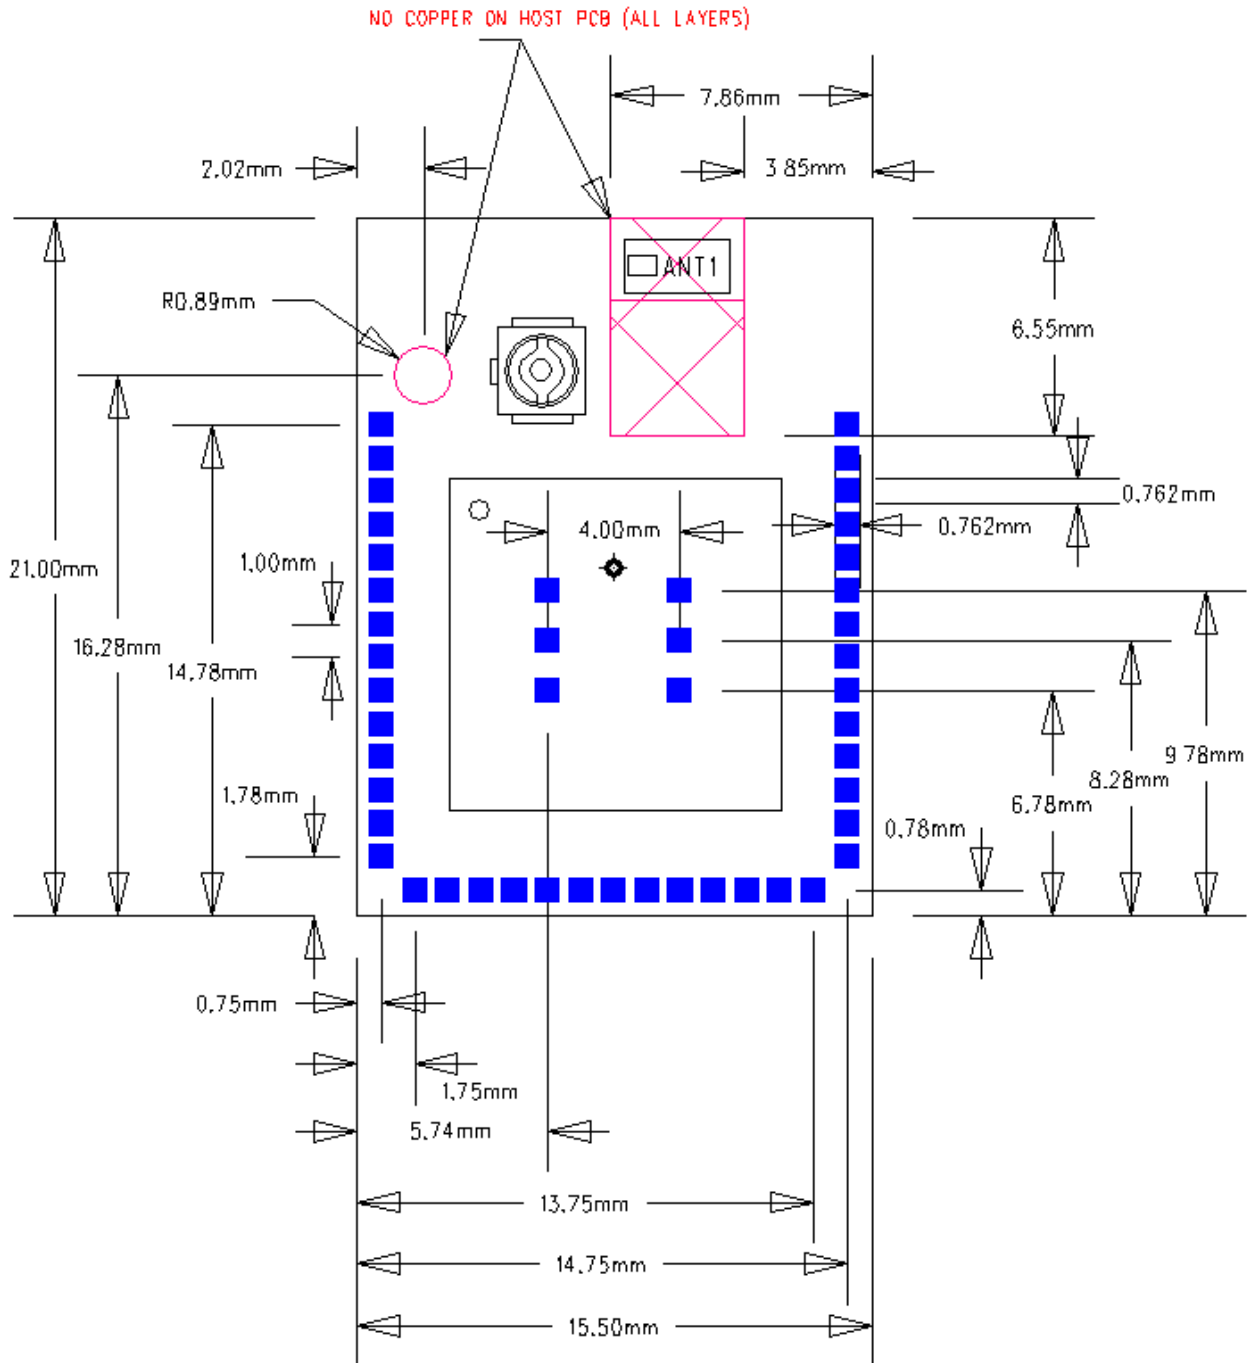 NO COPPER ON HOST PCB (ALL LAYERS)
7.86mm
2.02mm
3.85mm
ANT1
R0.89mm
6.55mm
0.762mm
4.00mm
0.762mm
1.00mm
21.00mm
16.28mm
14.78mm
9.78mm
8.28mm
1.78mm
6.78mm
0.78mm
0.75mm
1.75mm
5.74mm
13.75mm
14.75mm
15.50mm